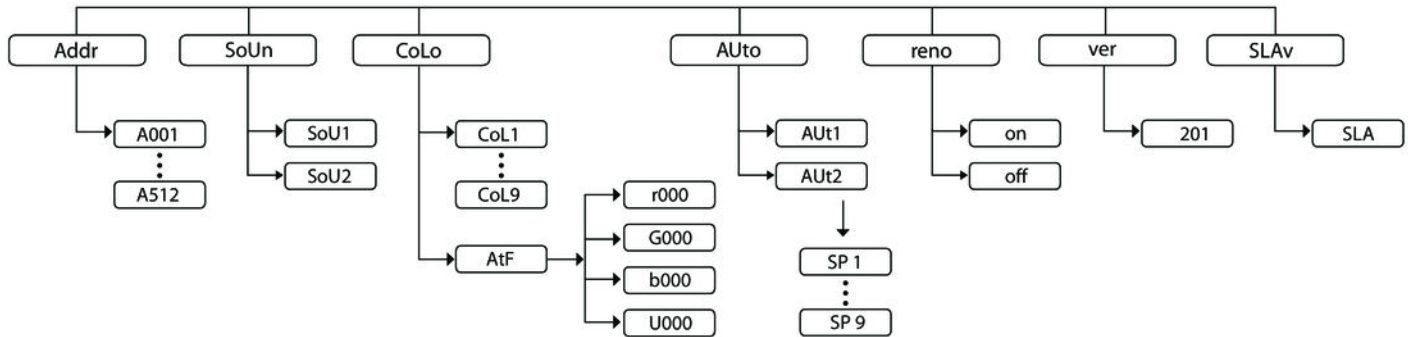 Addr
SoUn
CoLo
AUto
reno
ver
SLAv
A001
A512
SoU1
SoU2
CoL1
CoL9
AtF
r000
G000
b000
U000
AUt1
AUt2
SP 1
SP 9
on
off
201
SLA